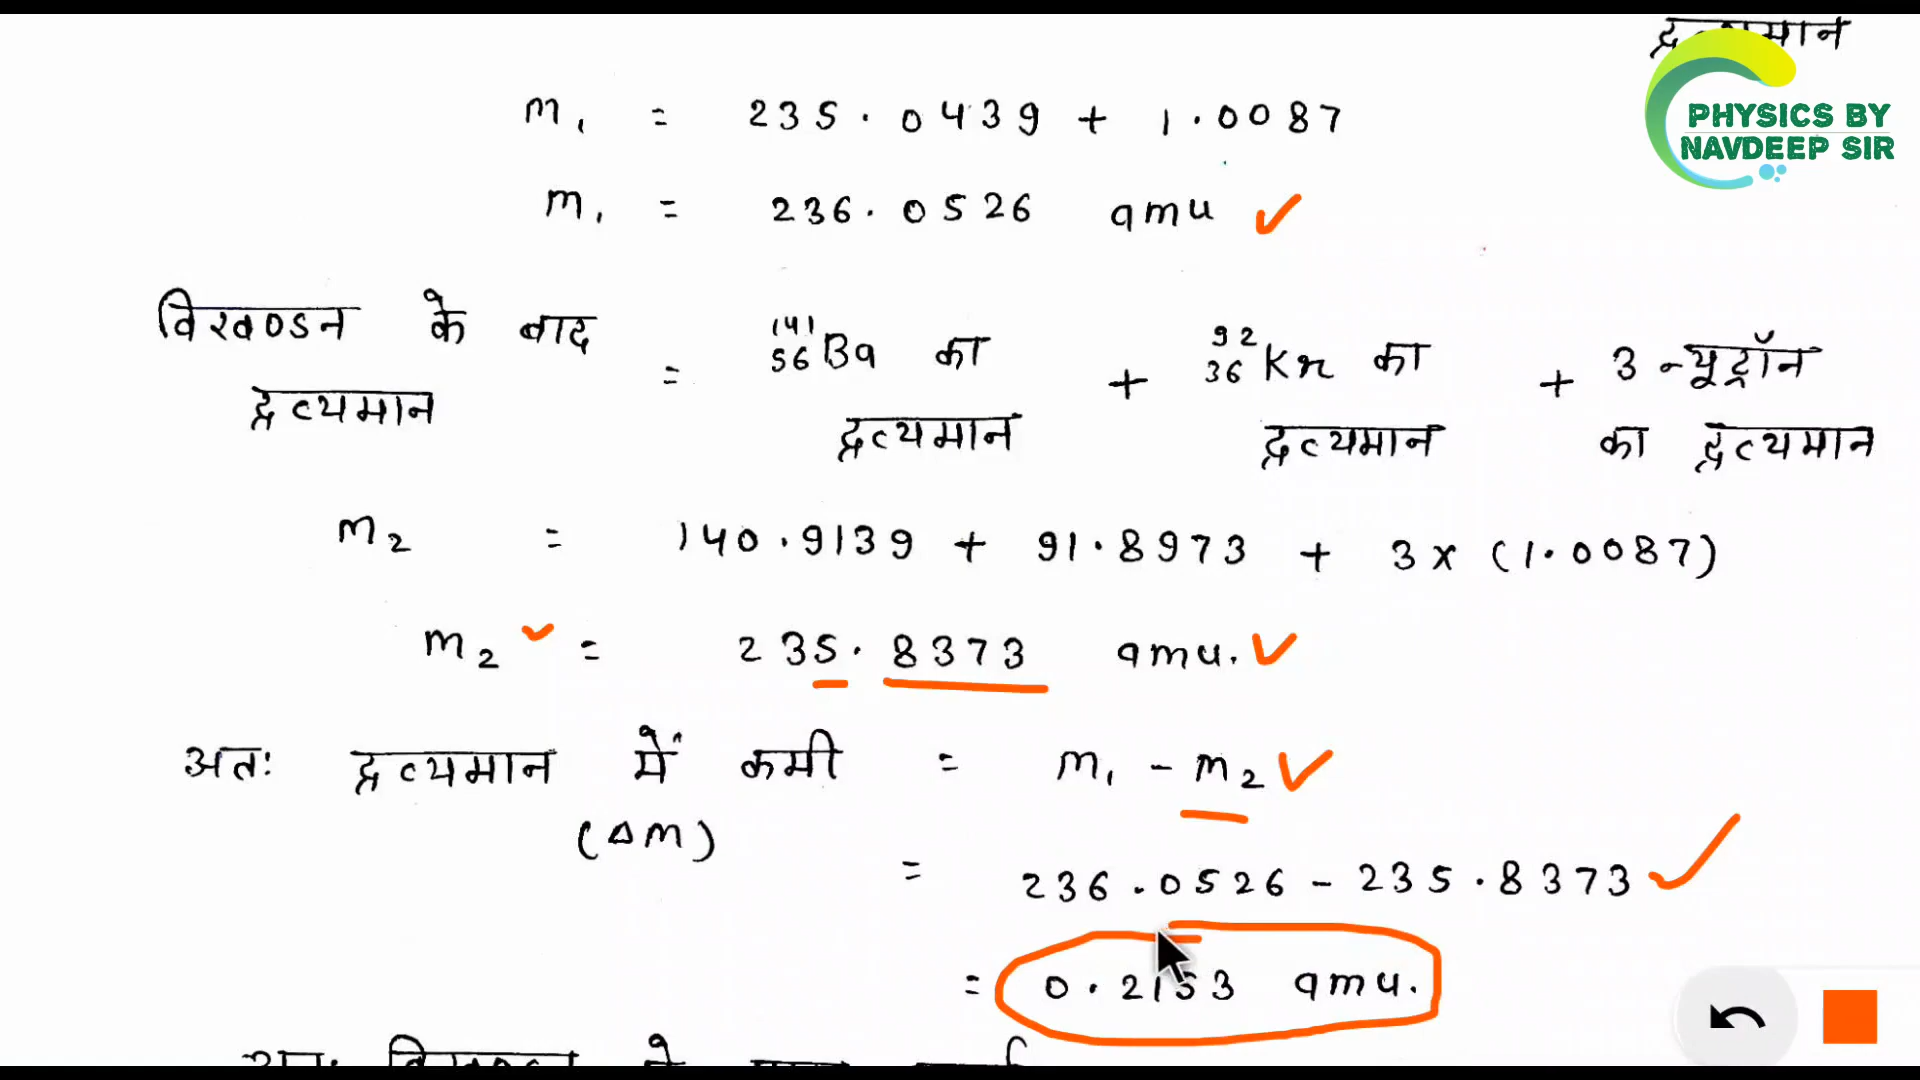 द्रव्यमान
PHYSICS BY
NAVDEEP SIR
m₁ = 235.0439 + 1.0087
m₁ = 236.0526 amu ✓
विखण्डन के बाद द्रव्यमान = ¹⁴¹₅₆Ba का द्रव्यमान + ⁹²₃₆Kr का द्रव्यमान + 3 न्यूट्रॉन का द्रव्यमान
m₂ = 140.9139 + 91.8973 + 3 x (1.0087)
m₂ ✓ = 235.8373 amu. ✓
अतः द्रव्यमान में कमी (Δm) = m₁ - m₂ ✓
= 236.0526 - 235.8373 ✓
= 0.2153 amu.